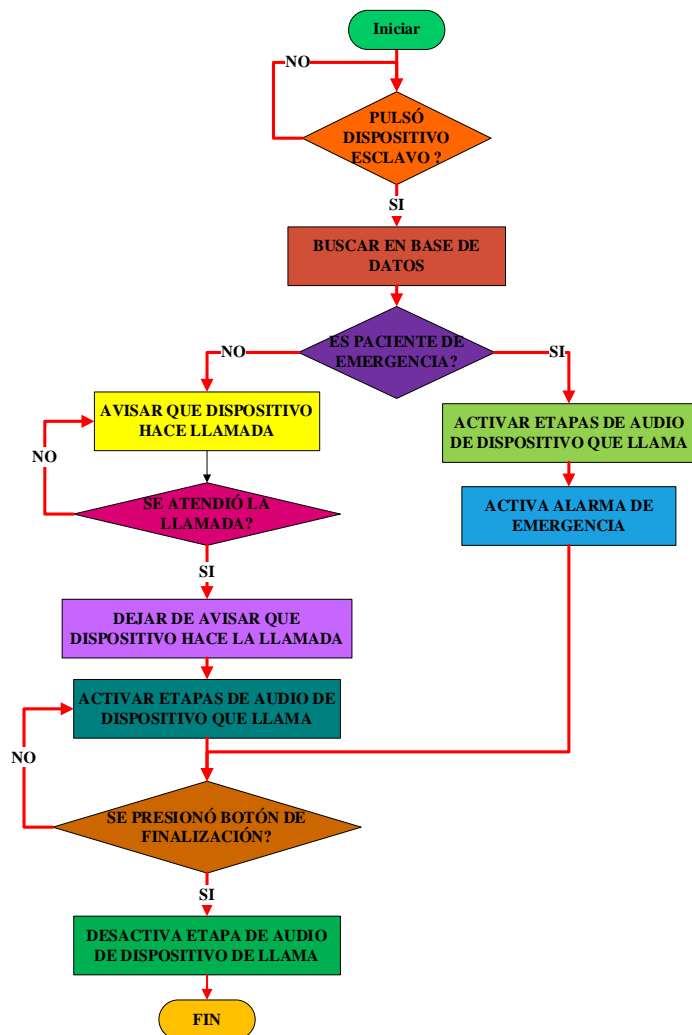 Iniciar
NO
PULSÓ
DISPOSITIVO
ESCLAVO ?
SI
BUSCAR EN BASE DE
DATOS
ES PACIENTE DE
EMERGENCIA?
NO
SI
AVISAR QUE DISPOSITIVO
HACE LLAMADA
ACTIVAR ETAPAS DE AUDIO
DE DISPOSITIVO QUE LLAMA
NO
SE ATENDIÓ LA
LLAMADA?
ACTIVA ALARMA DE
EMERGENCIA
SI
DEJAR DE AVISAR QUE
DISPOSITIVO HACE LA LLAMADA
ACTIVAR ETAPAS DE AUDIO DE
DISPOSITIVO QUE LLAMA
NO
SE PRESIONÓ BOTÓN DE
FINALIZACIÓN?
SI
DESACTIVA ETAPA DE AUDIO
DE DISPOSITIVO DE LLAMA
FIN